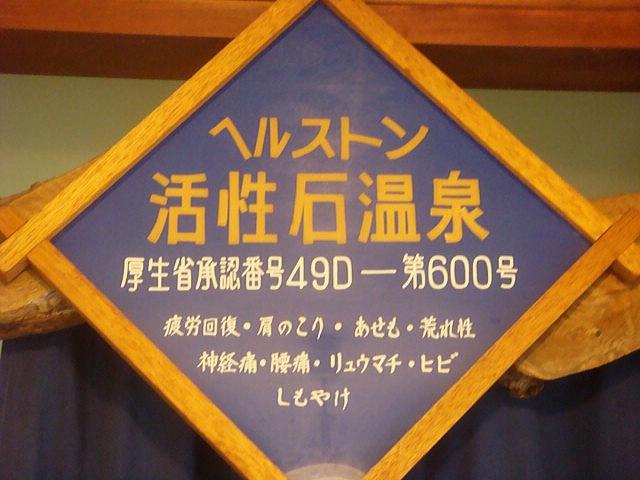 ヘルストン
活性石温泉
厚生省承認番号49D―第600号
疲労回復・肩のこり・あせも・荒れ性
神経痛・腰痛・リュウマチ・ヒビ
しもやけ